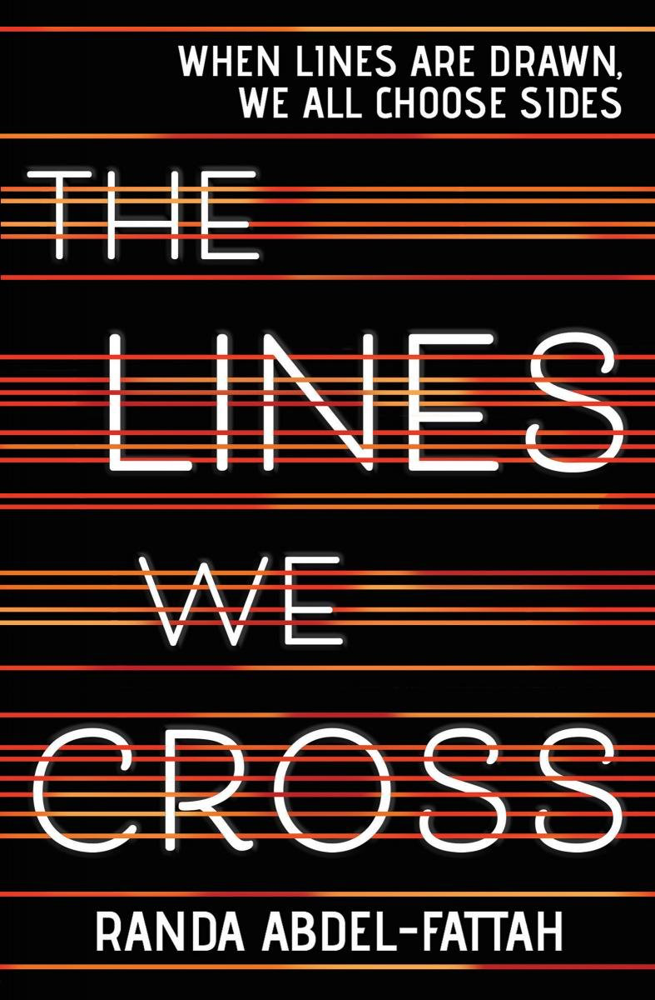 WHEN LINES ARE DRAWN,
WE ALL CHOOSE SIDES
THE
LINES
WE
CROSS
RANDA ABDEL-FATTAH